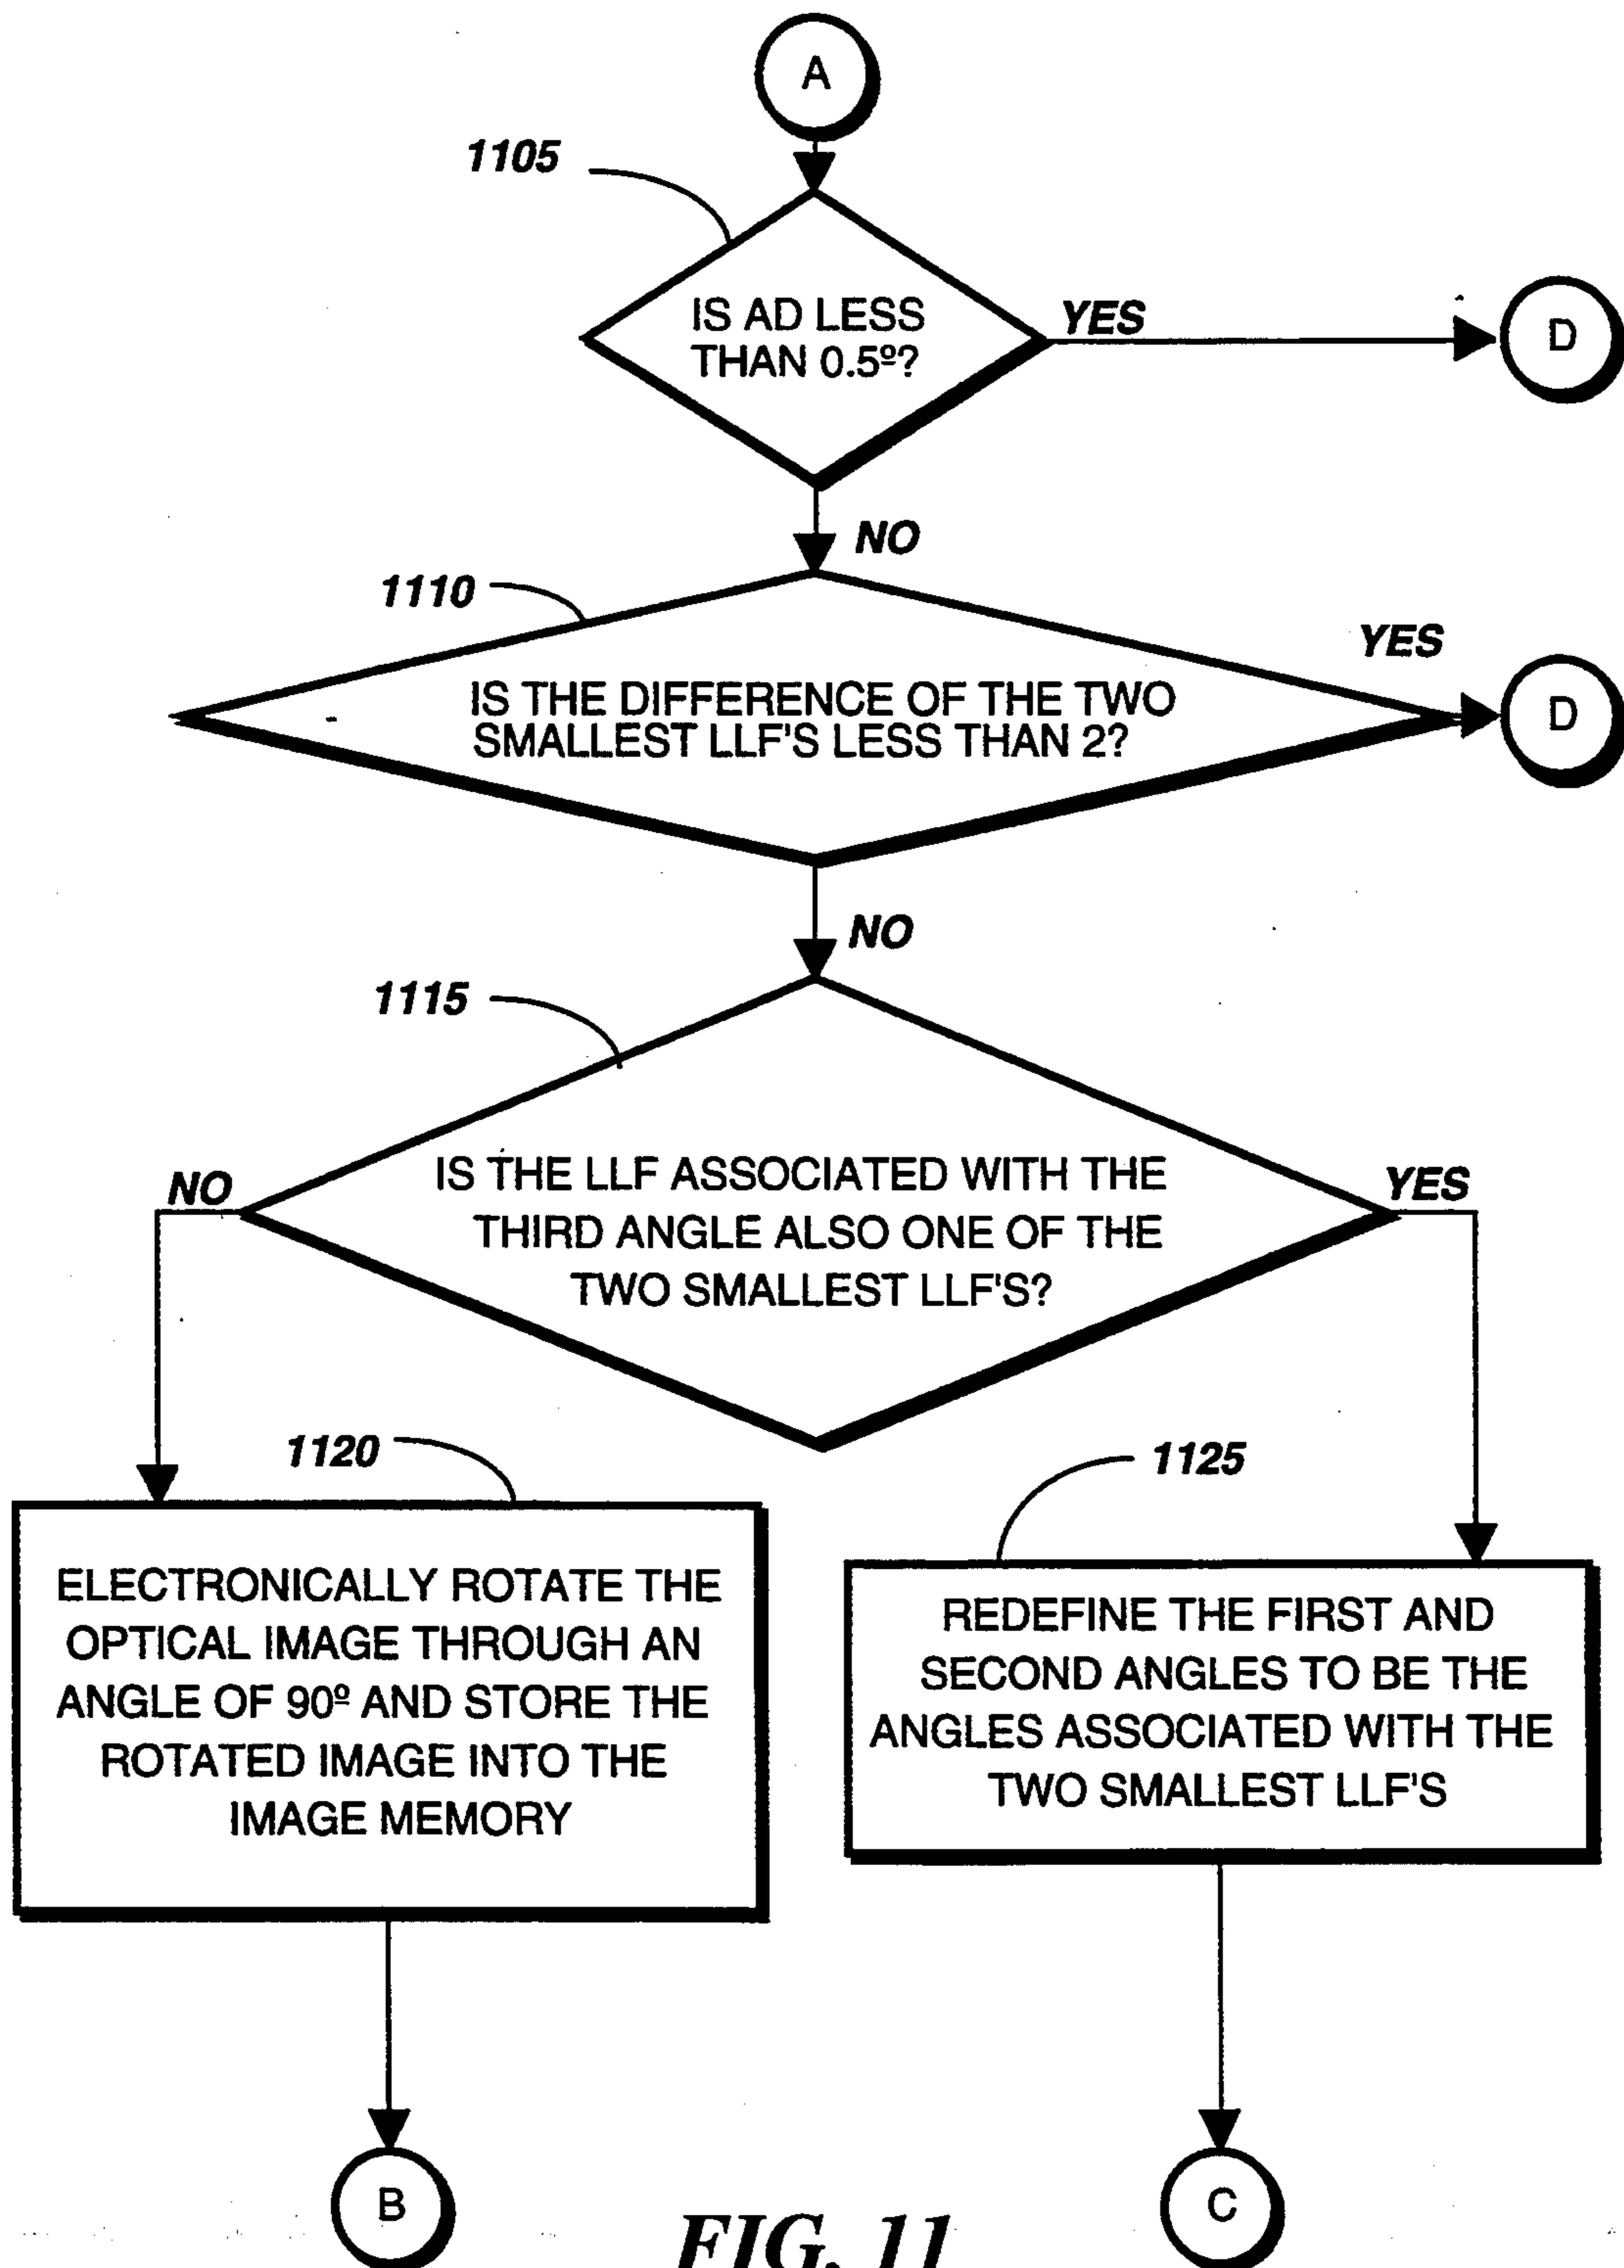 A
1105
IS AD LESS
THAN 0.5º?
YES
D
NO
1110
YES
IS THE DIFFERENCE OF THE TWO
SMALLEST LLF'S LESS THAN 2?
D
NO
1115
NO
IS THE LLF ASSOCIATED WITH THE
THIRD ANGLE ALSO ONE OF THE
TWO SMALLEST LLF'S?
YES
1120
1125
ELECTRONICALLY ROTATE THE
OPTICAL IMAGE THROUGH AN
ANGLE OF 90º AND STORE THE
ROTATED IMAGE INTO THE
IMAGE MEMORY
REDEFINE THE FIRST AND
SECOND ANGLES TO BE THE
ANGLES ASSOCIATED WITH THE
TWO SMALLEST LLF'S
B
C
FIG. 11